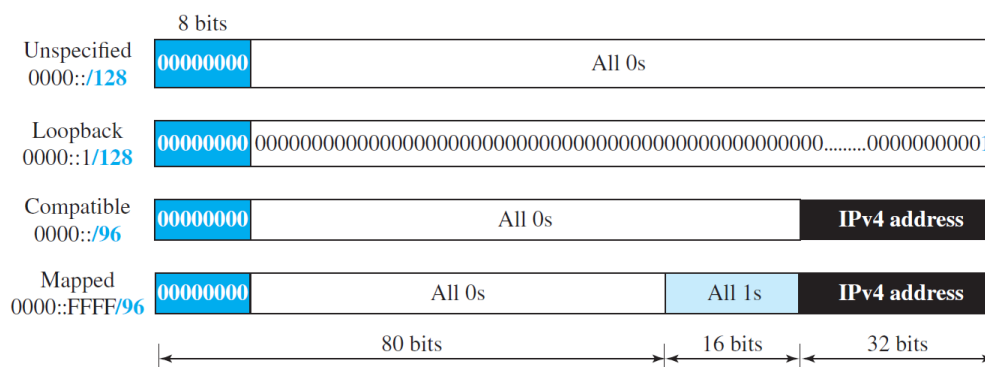 8 bits
Unspecified
0000::/128
00000000
All 0s
Loopback
0000::1/128
00000000
00000000000000000000000000000000000000000000000000.........00000000001
Compatible
0000::/96
00000000
All 0s
IPv4 address
Mapped
0000::FFFF/96
00000000
All 0s
All 1s
IPv4 address
80 bits
16 bits
32 bits